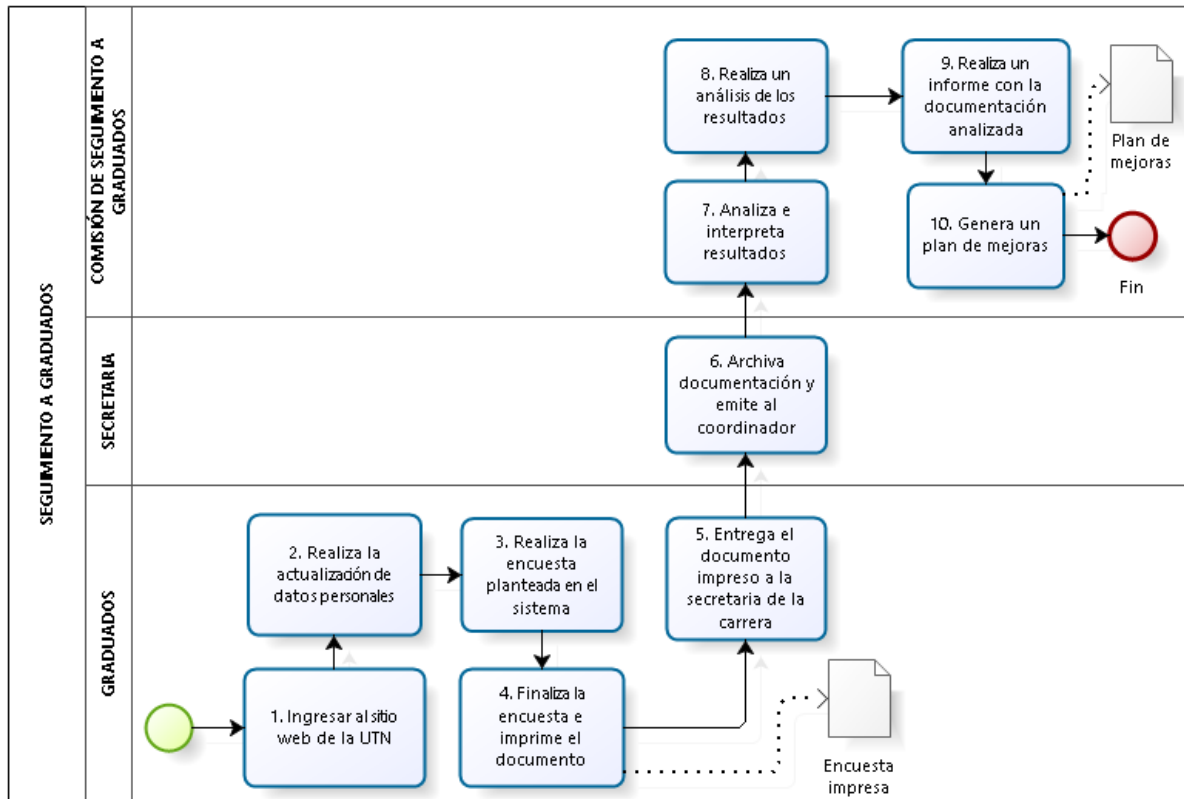 SEGUIMIENTO A GRADUADOS
COMISIÓN DE SEGUIMIENTO A
GRADUADOS
8. Realiza un
análisis de los
resultados
9. Realiza un
informe con la
documentación
analizada
Plan de
mejoras
7. Analiza e
interpreta
resultados
10. Genera un
plan de mejoras
Fin
SECRETARIA
6. Archiva
documentación y
emite al
coordinador
GRADUADOS
2. Realiza la
actualización de
datos personales
3. Realiza la
encuesta
planteada en el
sistema
5. Entrega el
documento
impreso a la
secretaria de la
carrera
1. Ingresar al sitio
web de la UTN
4. Finaliza la
encuesta e
imprime el
documento
Encuesta
impresa